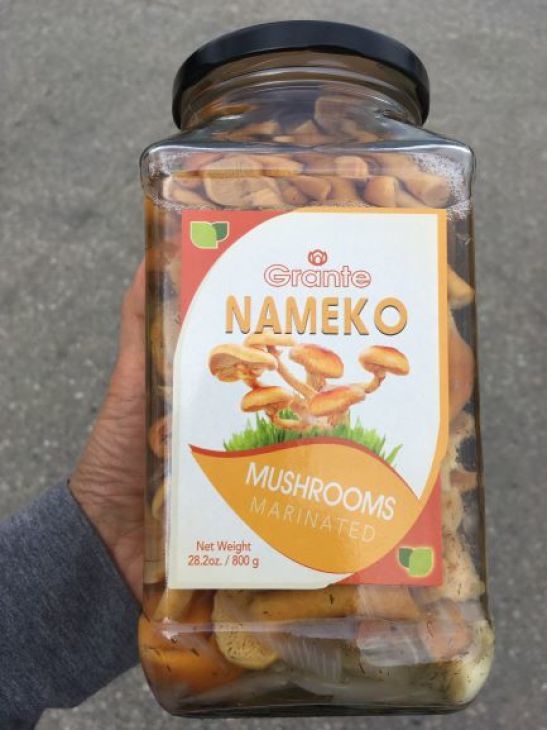 Grante
NAMEKO
MUSHROOMS
MARINATED
Net Weight
28.2oz. / 800 g